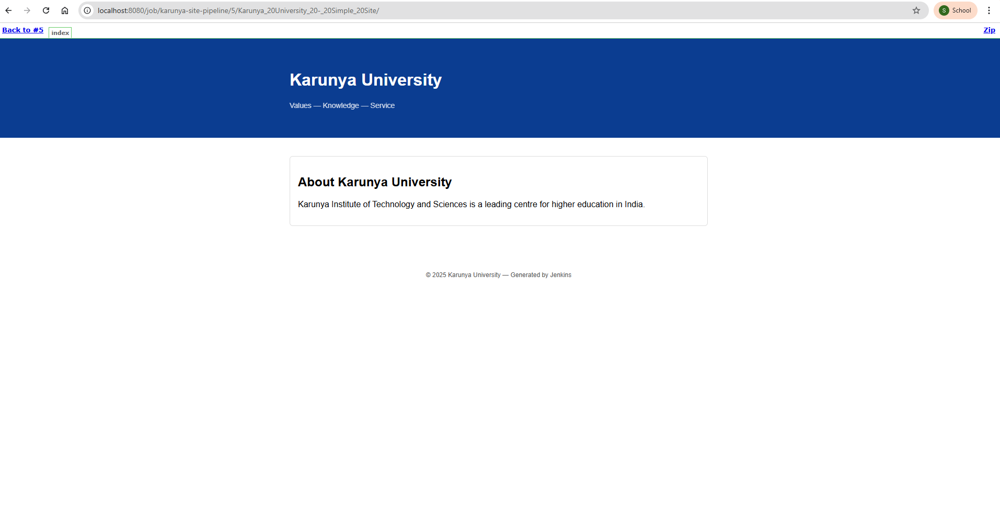 localhost:8080/job/karunya-site-pipeline/5/Karunya_20University_20-_20Simple_20Site/
S School
Back to #5 index Zip
Karunya University
Values — Knowledge — Service
About Karunya University
Karunya Institute of Technology and Sciences is a leading centre for higher education in India.
© 2025 Karunya University — Generated by Jenkins